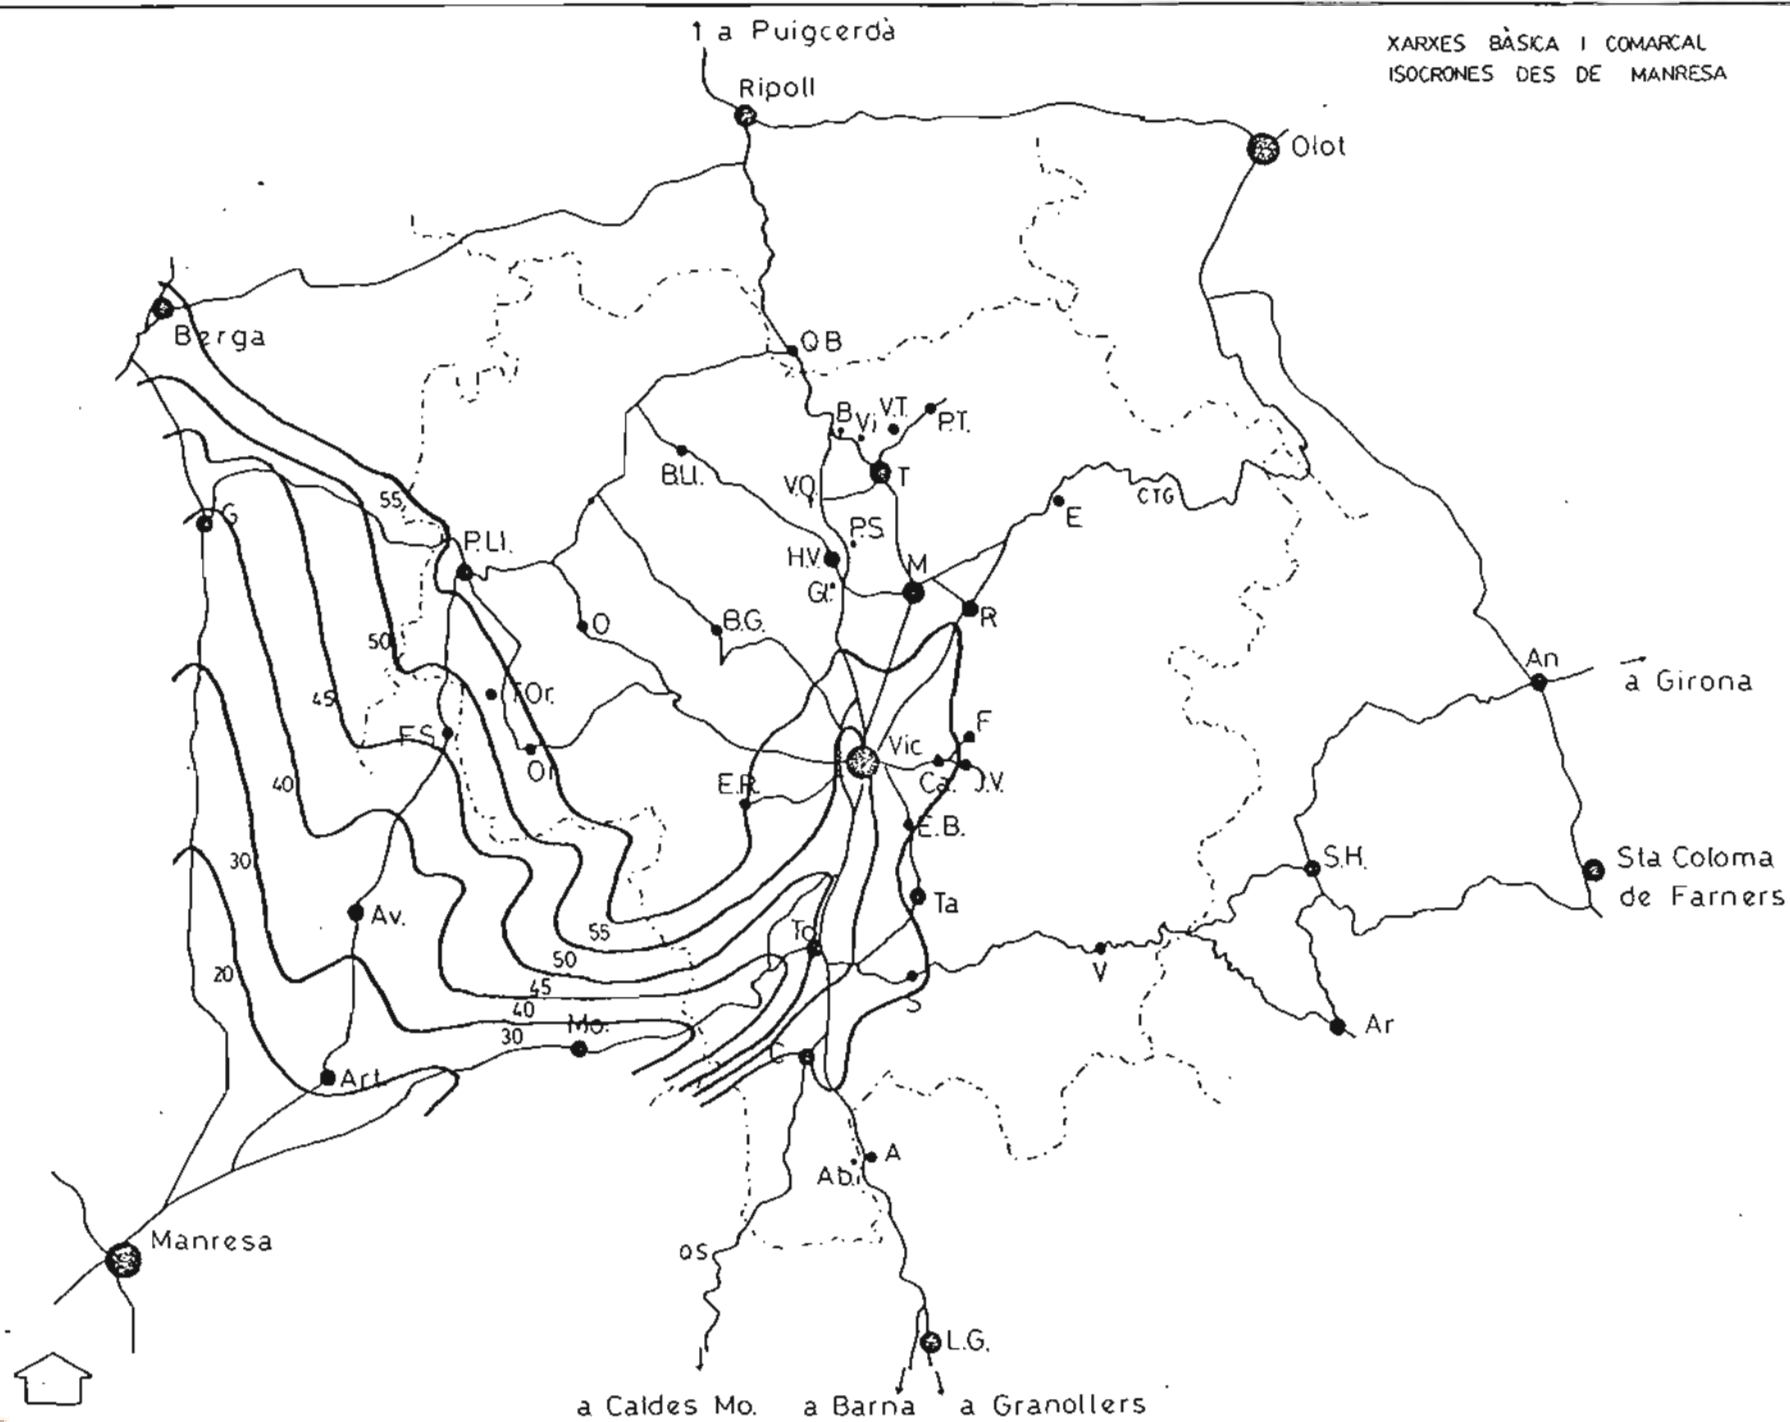 ↑ a Puigcerdà
XARXES BÀSICA I COMARCAL
ISOCRONES DES DE MANRESA
Ripoll
Olot
Berga
Q B
B
Vi
V.T.
P.T.
B.Ll.
V.O.
T
55
CTG
E
G
P.S.
P.Ll.
H.V.
M
Gl.
O
B.G.
R
50
An
a Girona
Or.
45
F.S.
F
Vic
Or
40
E.R.
Ca.
J.V.
E.B.
30
S.H.
Sta Coloma
de Farners
Av.
Ta
To
55
20
50
V
45
S
40
Mo.
30
Ar
C
Art.
A
Ab.
Manresa
OS
L.G.
a Caldes Mo.
a Barna
a Granollers